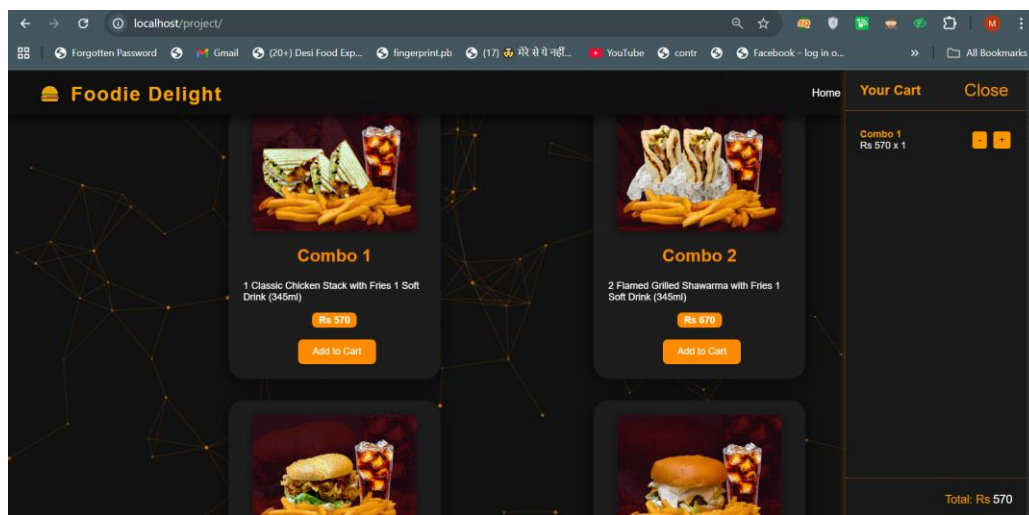 localhost/project/
M
Forgotten Password
Gmail
(20+) Desi Food Exp...
fingerprint.pb
(17) मेरे से ये नहीं...
YouTube
contr
Facebook – log in o...
»
All Bookmarks
Foodie Delight
Home
Your Cart
Close
Combo 1
Rs 570 x 1
-
+
Combo 1
1 Classic Chicken Stack with Fries 1 Soft
Drink (345ml)
Rs 570
Add to Cart
Combo 2
2 Flamed Grilled Shawarma with Fries 1
Soft Drink (345ml)
Rs 670
Add to Cart
Total: Rs 570